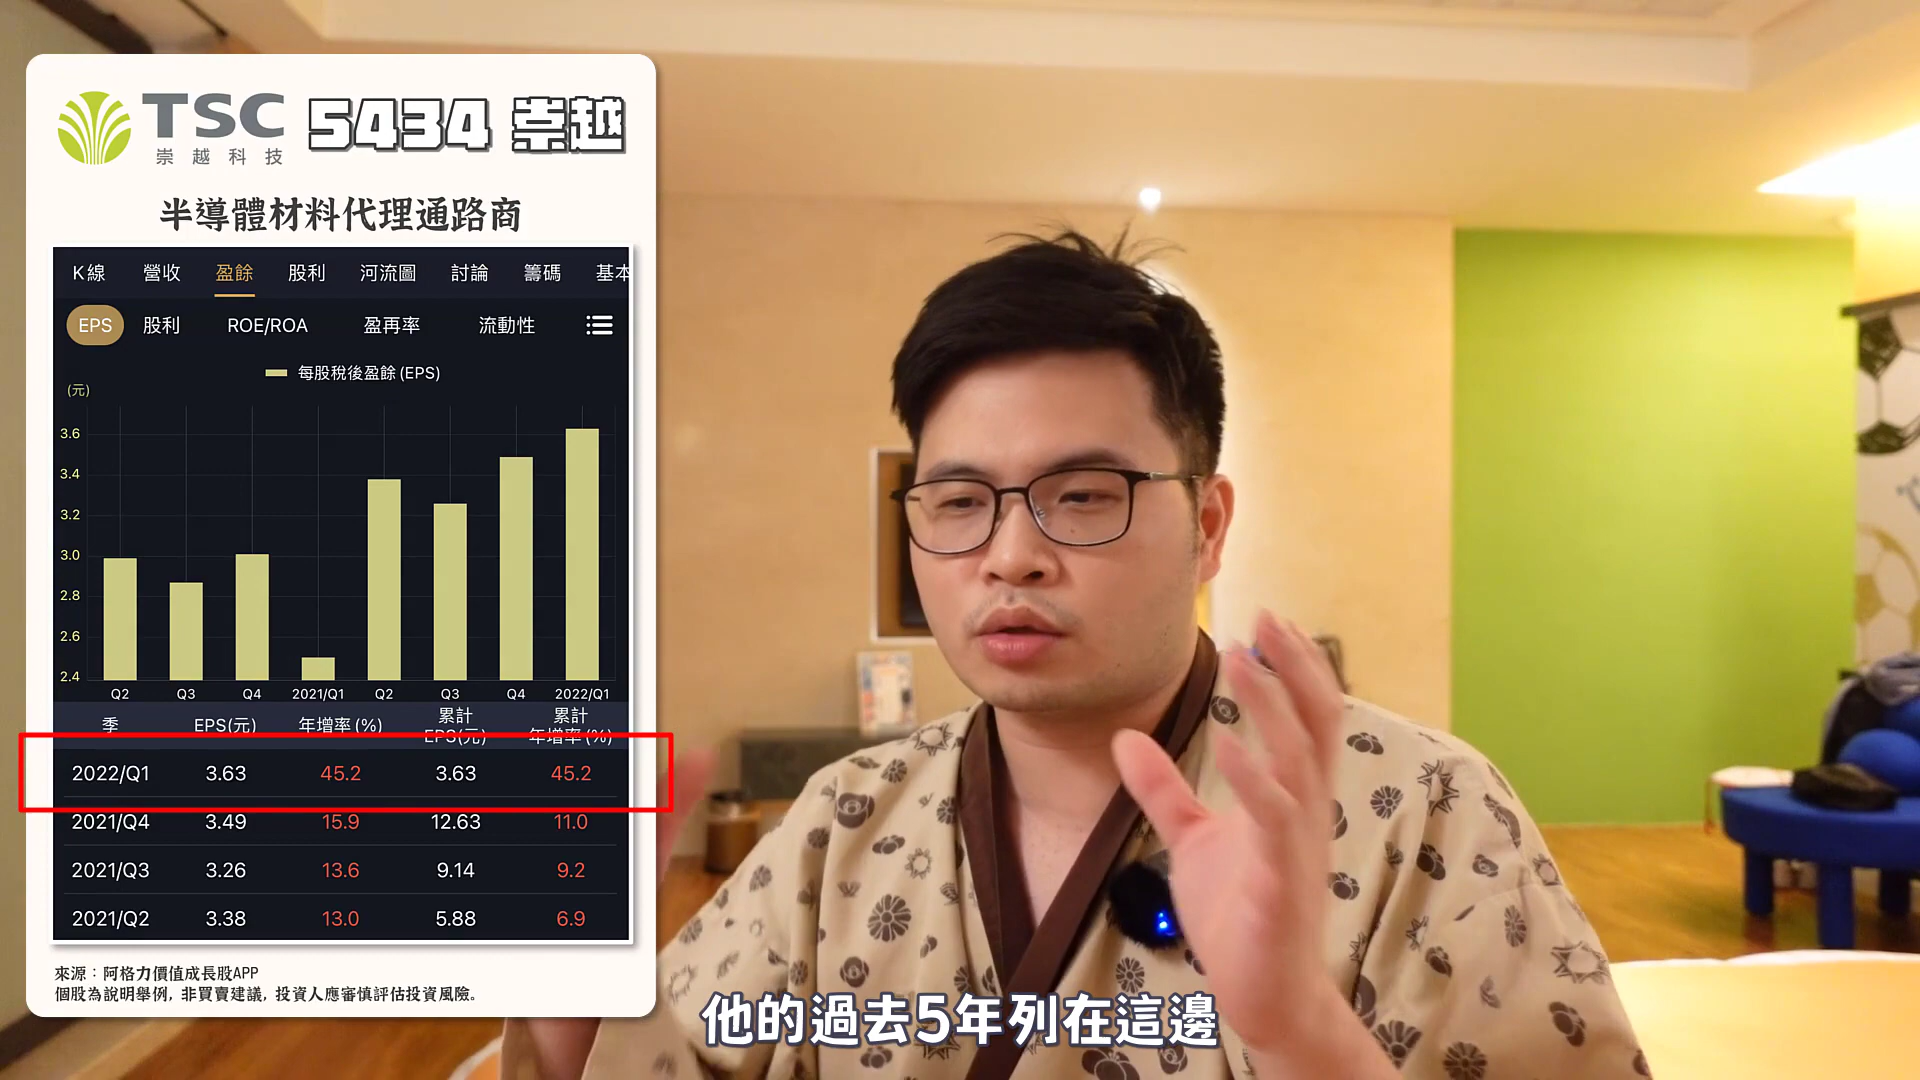 TSC
崇越科技
5434 崇越
半導體材料代理通路商
K線 營收 盈餘 股利 河流圖 討論 籌碼 基本
EPS 股利 ROE/ROA 盈再率 流動性
每股稅後盈餘(EPS)
(元)
3.6
3.4
3.2
3.0
2.8
2.6
2.4
Q2 Q3 Q4 2021/Q1 Q2 Q3 Q4 2022/Q1
季 EPS(元) 年增率(%) 累計EPS(元) 累計年增率(%)
2022/Q1 3.63 45.2 3.63 45.2
2021/Q4 3.49 15.9 12.63 11.0
2021/Q3 3.26 13.6 9.14 9.2
2021/Q2 3.38 13.0 5.88 6.9
來源：阿格力價值成長股APP
個股為說明舉例, 非買賣建議, 投資人應審慎評估投資風險。
他的過去5年列在這邊